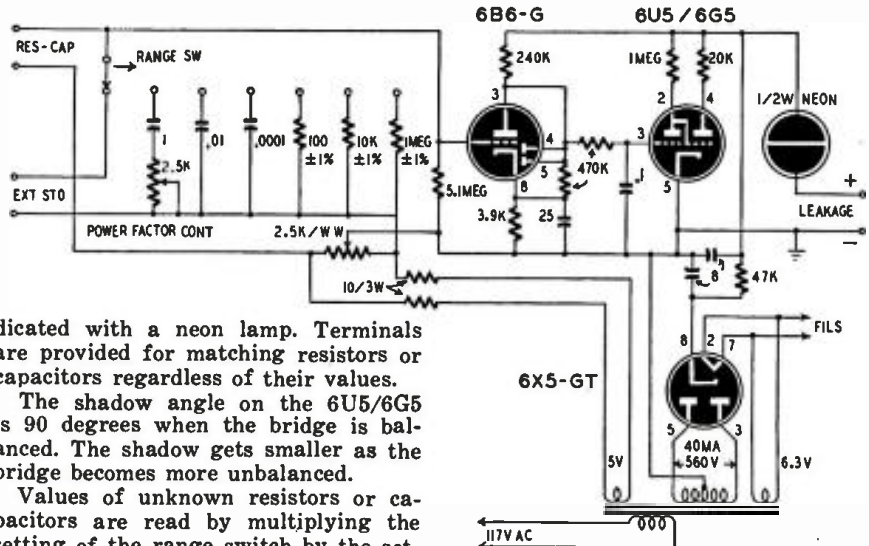 6B6-G
6U5/6G5
RES-CAP
RANGE SW
240K
1MEG
20K
1/2W NEON
3
2
4
1
.01
.0001
100 ±1%
10K ±1%
1MEG ±1%
4
3
2.5K
5
470K
.1
5
+
EXT STD
5.1MEG
8
LEAKAGE
3.9K
25
−
POWER FACTOR CONT
2.5K/WW
8
47K
10/3W
8
2
7
FILS
dicated with a neon lamp. Terminals
are provided for matching resistors or
capacitors regardless of their values.
6X5-GT
The shadow angle on the 6U5/6G5
is 90 degrees when the bridge is bal-
anced. The shadow gets smaller as the
bridge becomes more unbalanced.
5
3
40MA
560V
5V
6.3V
Values of unknown resistors or ca-
pacitors are read by multiplying the
setting of the range switch by the set-
117V AC